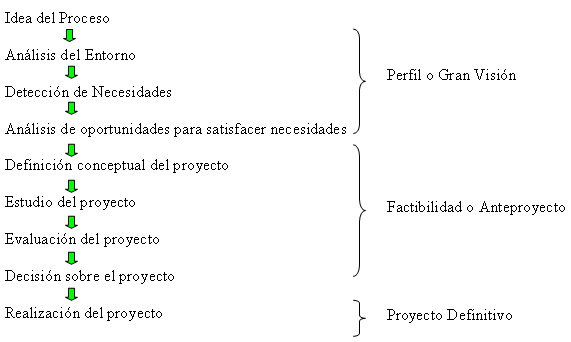 Idea del Proceso
Análisis del Entorno
Detección de Necesidades
Análisis de oportunidades para satisfacer necesidades
Perfil o Gran Visión
Definición conceptual del proyecto
Estudio del proyecto
Evaluación del proyecto
Decisión sobre el proyecto
Factibilidad o Anteproyecto
Realización del proyecto
Proyecto Definitivo